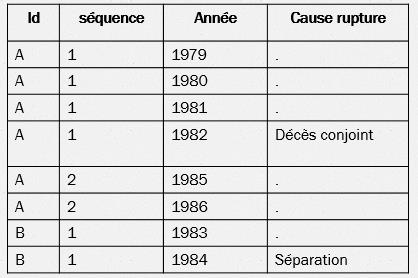 Id séquence Année Cause rupture
A 1 1979 .
A 1 1980 .
A 1 1981 .
A 1 1982 Décès conjoint
A 2 1985 .
A 2 1986 .
B 1 1983 .
B 1 1984 Séparation